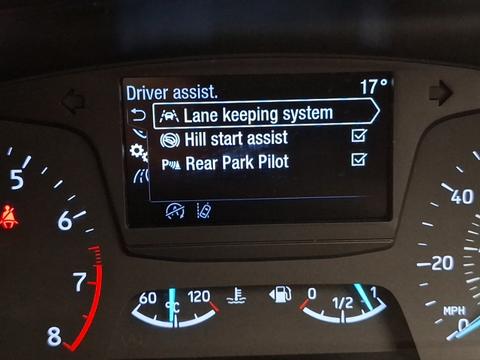 Driver assist. 17°
Lane keeping system
Hill start assist
Rear Park Pilot
5
6
7
8
60 °C 120
0 1/2 1
40
20
0
MPH